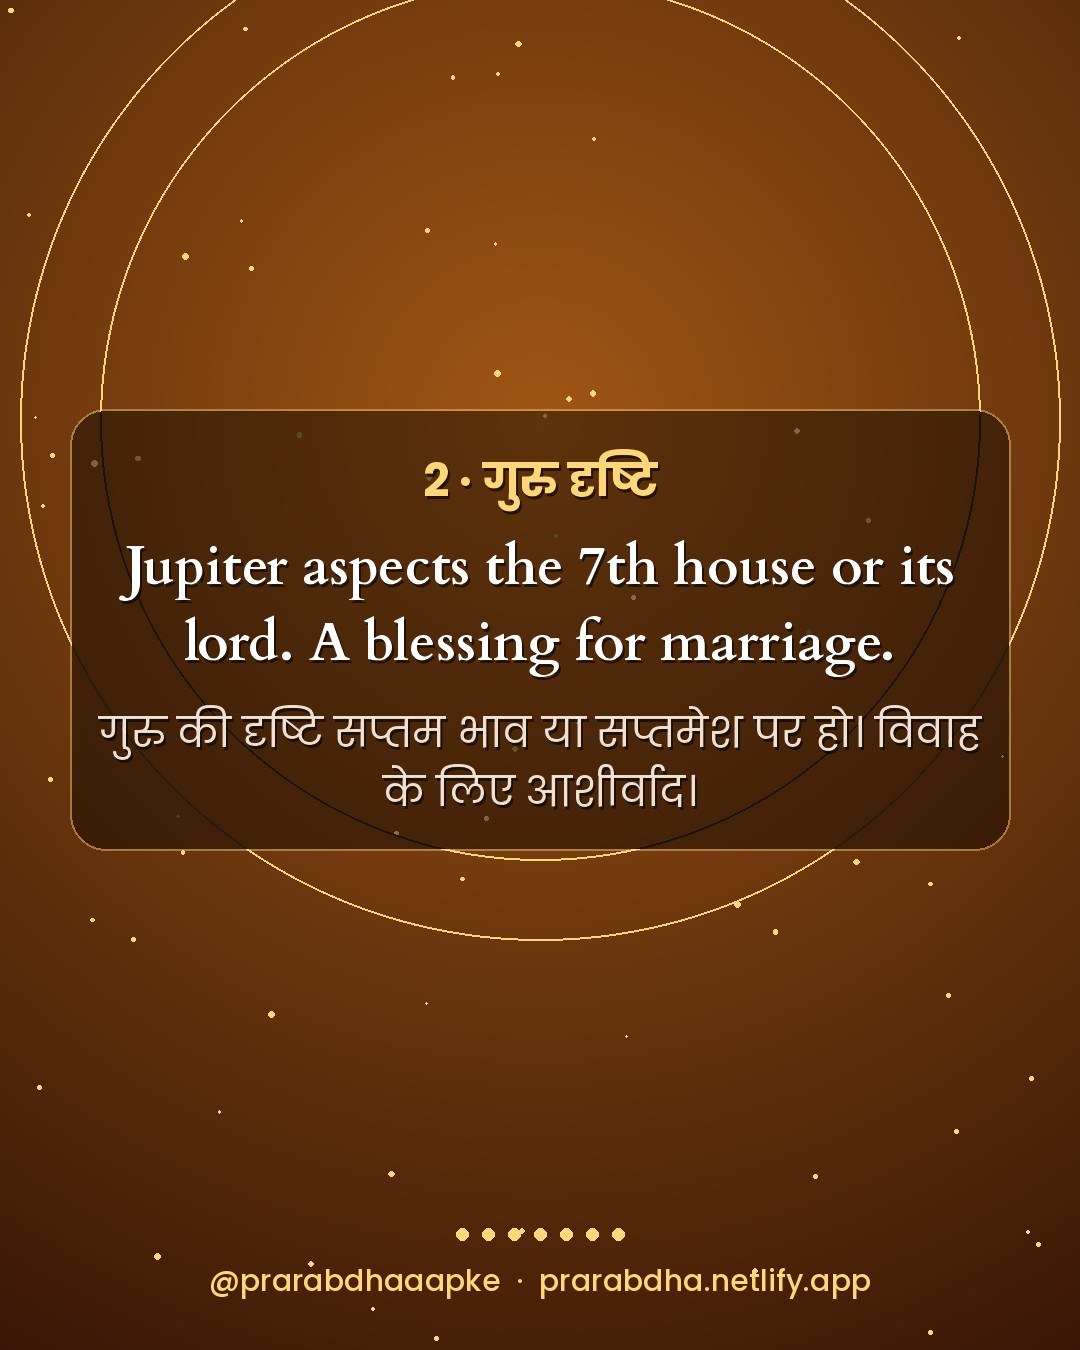 2 · गुरु दृष्टि
Jupiter aspects the 7th house or its
lord. A blessing for marriage.
गुरु की दृष्टि सप्तम भाव या सप्तमेश पर हो। विवाह
के लिए आशीर्वाद।
@prarabdhaaapke · prarabdha.netlify.app